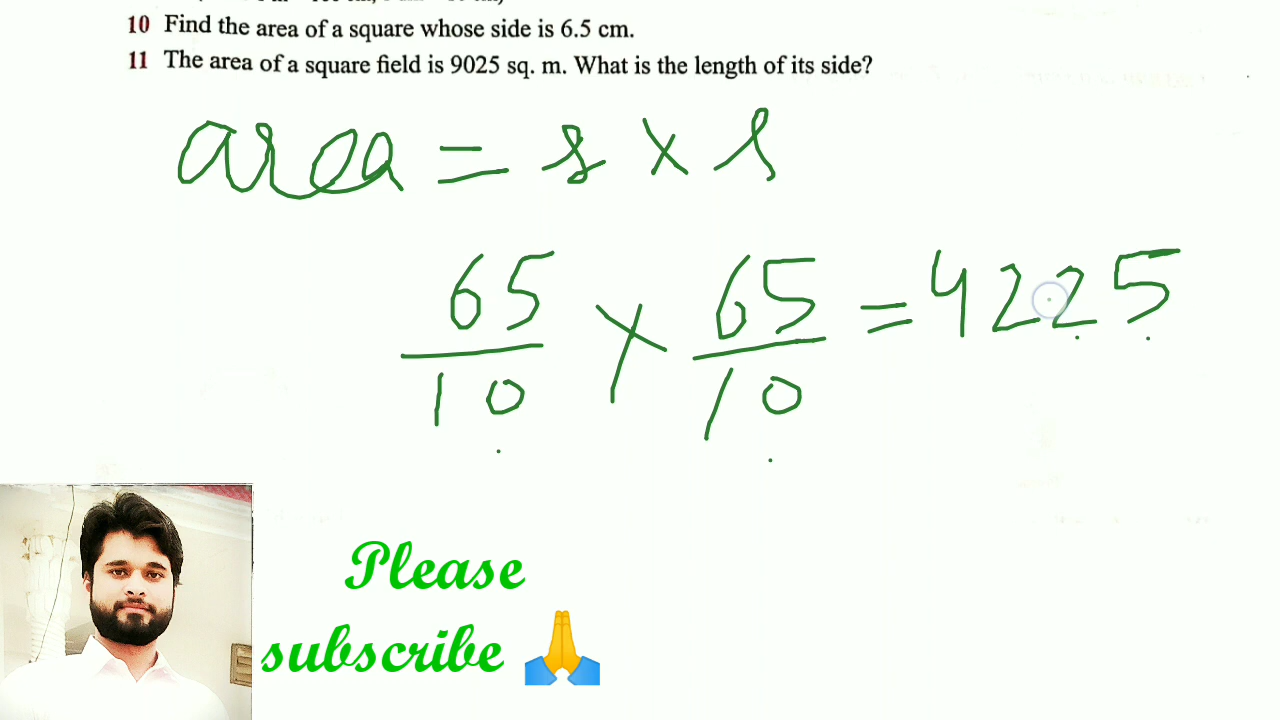 10 Find the area of a square whose side is 6.5 cm.
11 The area of a square field is 9025 sq. m. What is the length of its side?
area = s x s
65/10 x 65/10 = 4225
Please
subscribe 🙏